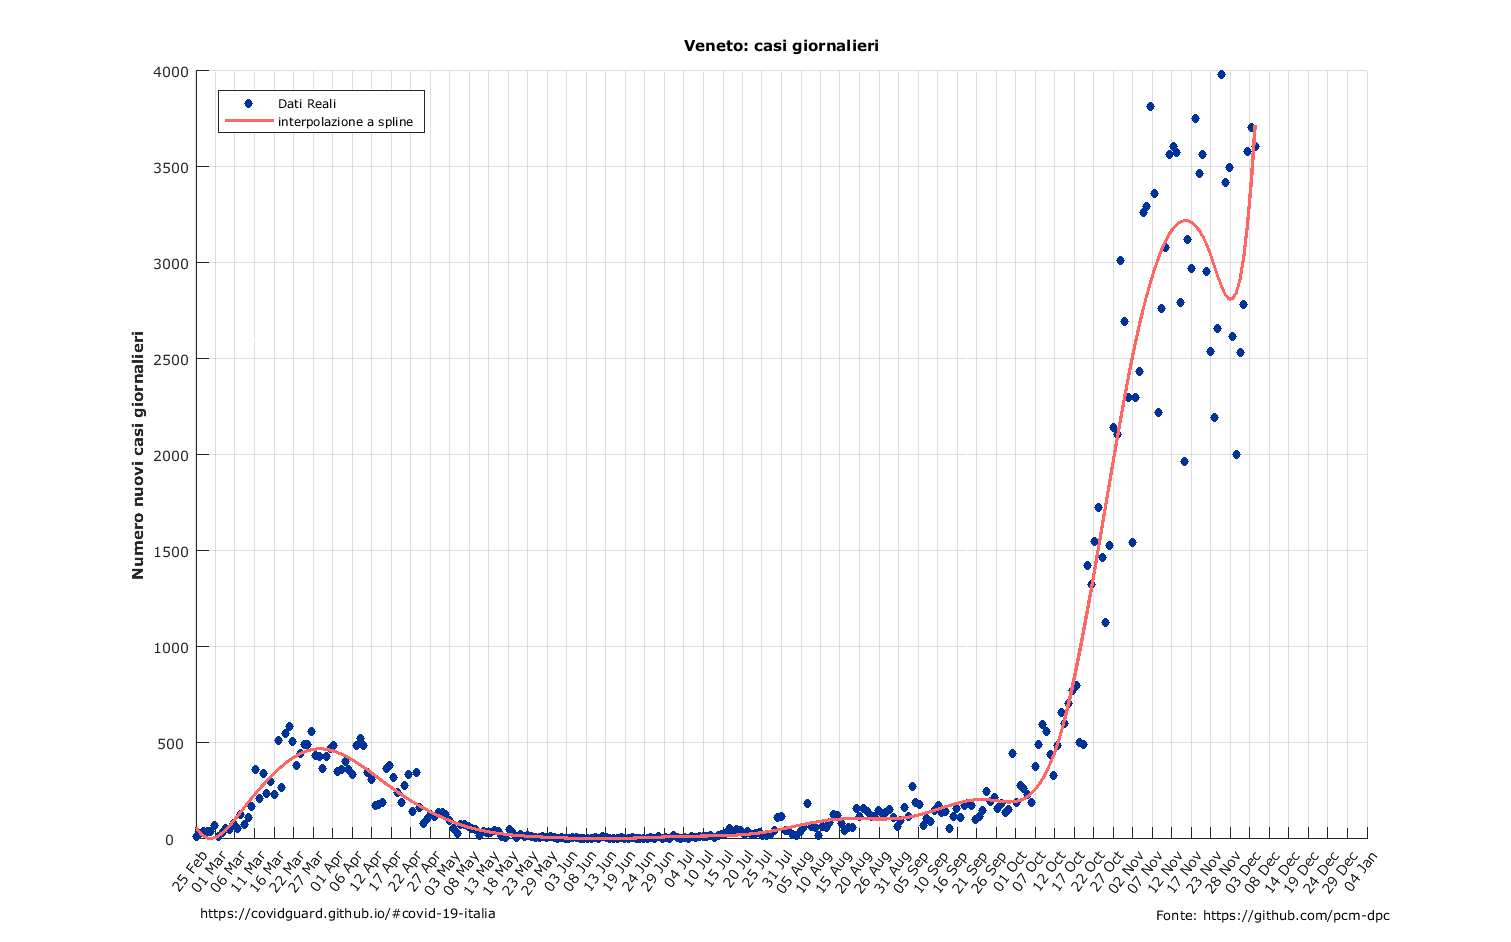 Veneto: casi giornalieri
Dati Reali
interpolazione a spline
Numero nuovi casi giornalieri
4000
3500
3000
2500
2000
1500
1000
500
0
25 Feb
01 Mar
06 Mar
11 Mar
16 Mar
22 Mar
27 Mar
01 Apr
06 Apr
12 Apr
17 Apr
22 Apr
27 Apr
03 May
08 May
13 May
18 May
23 May
29 May
03 Jun
08 Jun
13 Jun
19 Jun
24 Jun
29 Jun
04 Jul
10 Jul
15 Jul
20 Jul
25 Jul
31 Jul
05 Aug
10 Aug
15 Aug
20 Aug
26 Aug
31 Aug
05 Sep
10 Sep
16 Sep
21 Sep
26 Sep
01 Oct
07 Oct
12 Oct
17 Oct
22 Oct
27 Oct
02 Nov
07 Nov
12 Nov
17 Nov
23 Nov
28 Nov
03 Dec
08 Dec
14 Dec
19 Dec
24 Dec
29 Dec
04 Jan
https://covidguard.github.io/#covid-19-italia
Fonte: https://github.com/pcm-dpc